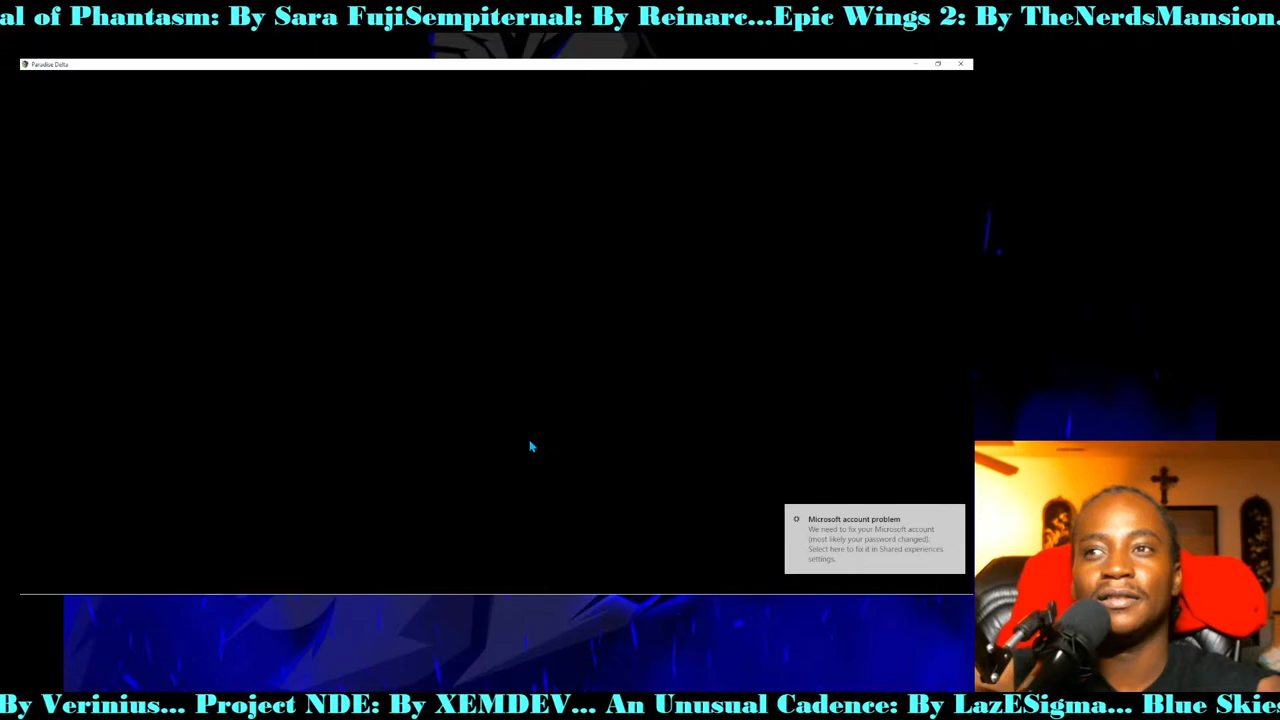 al of Phantasm: By Sara FujiSempiternal: By Reinarc...Epic Wings 2: By TheNerdsMansion.
Paradise Delta
Microsoft account problem
We need to fix your Microsoft account
(most likely your password changed).
Select here to fix it in Shared experiences
settings.
By Verinius... Project NDE: By XEMDEV... An Unusual Cadence: By LazESigma... Blue Skies